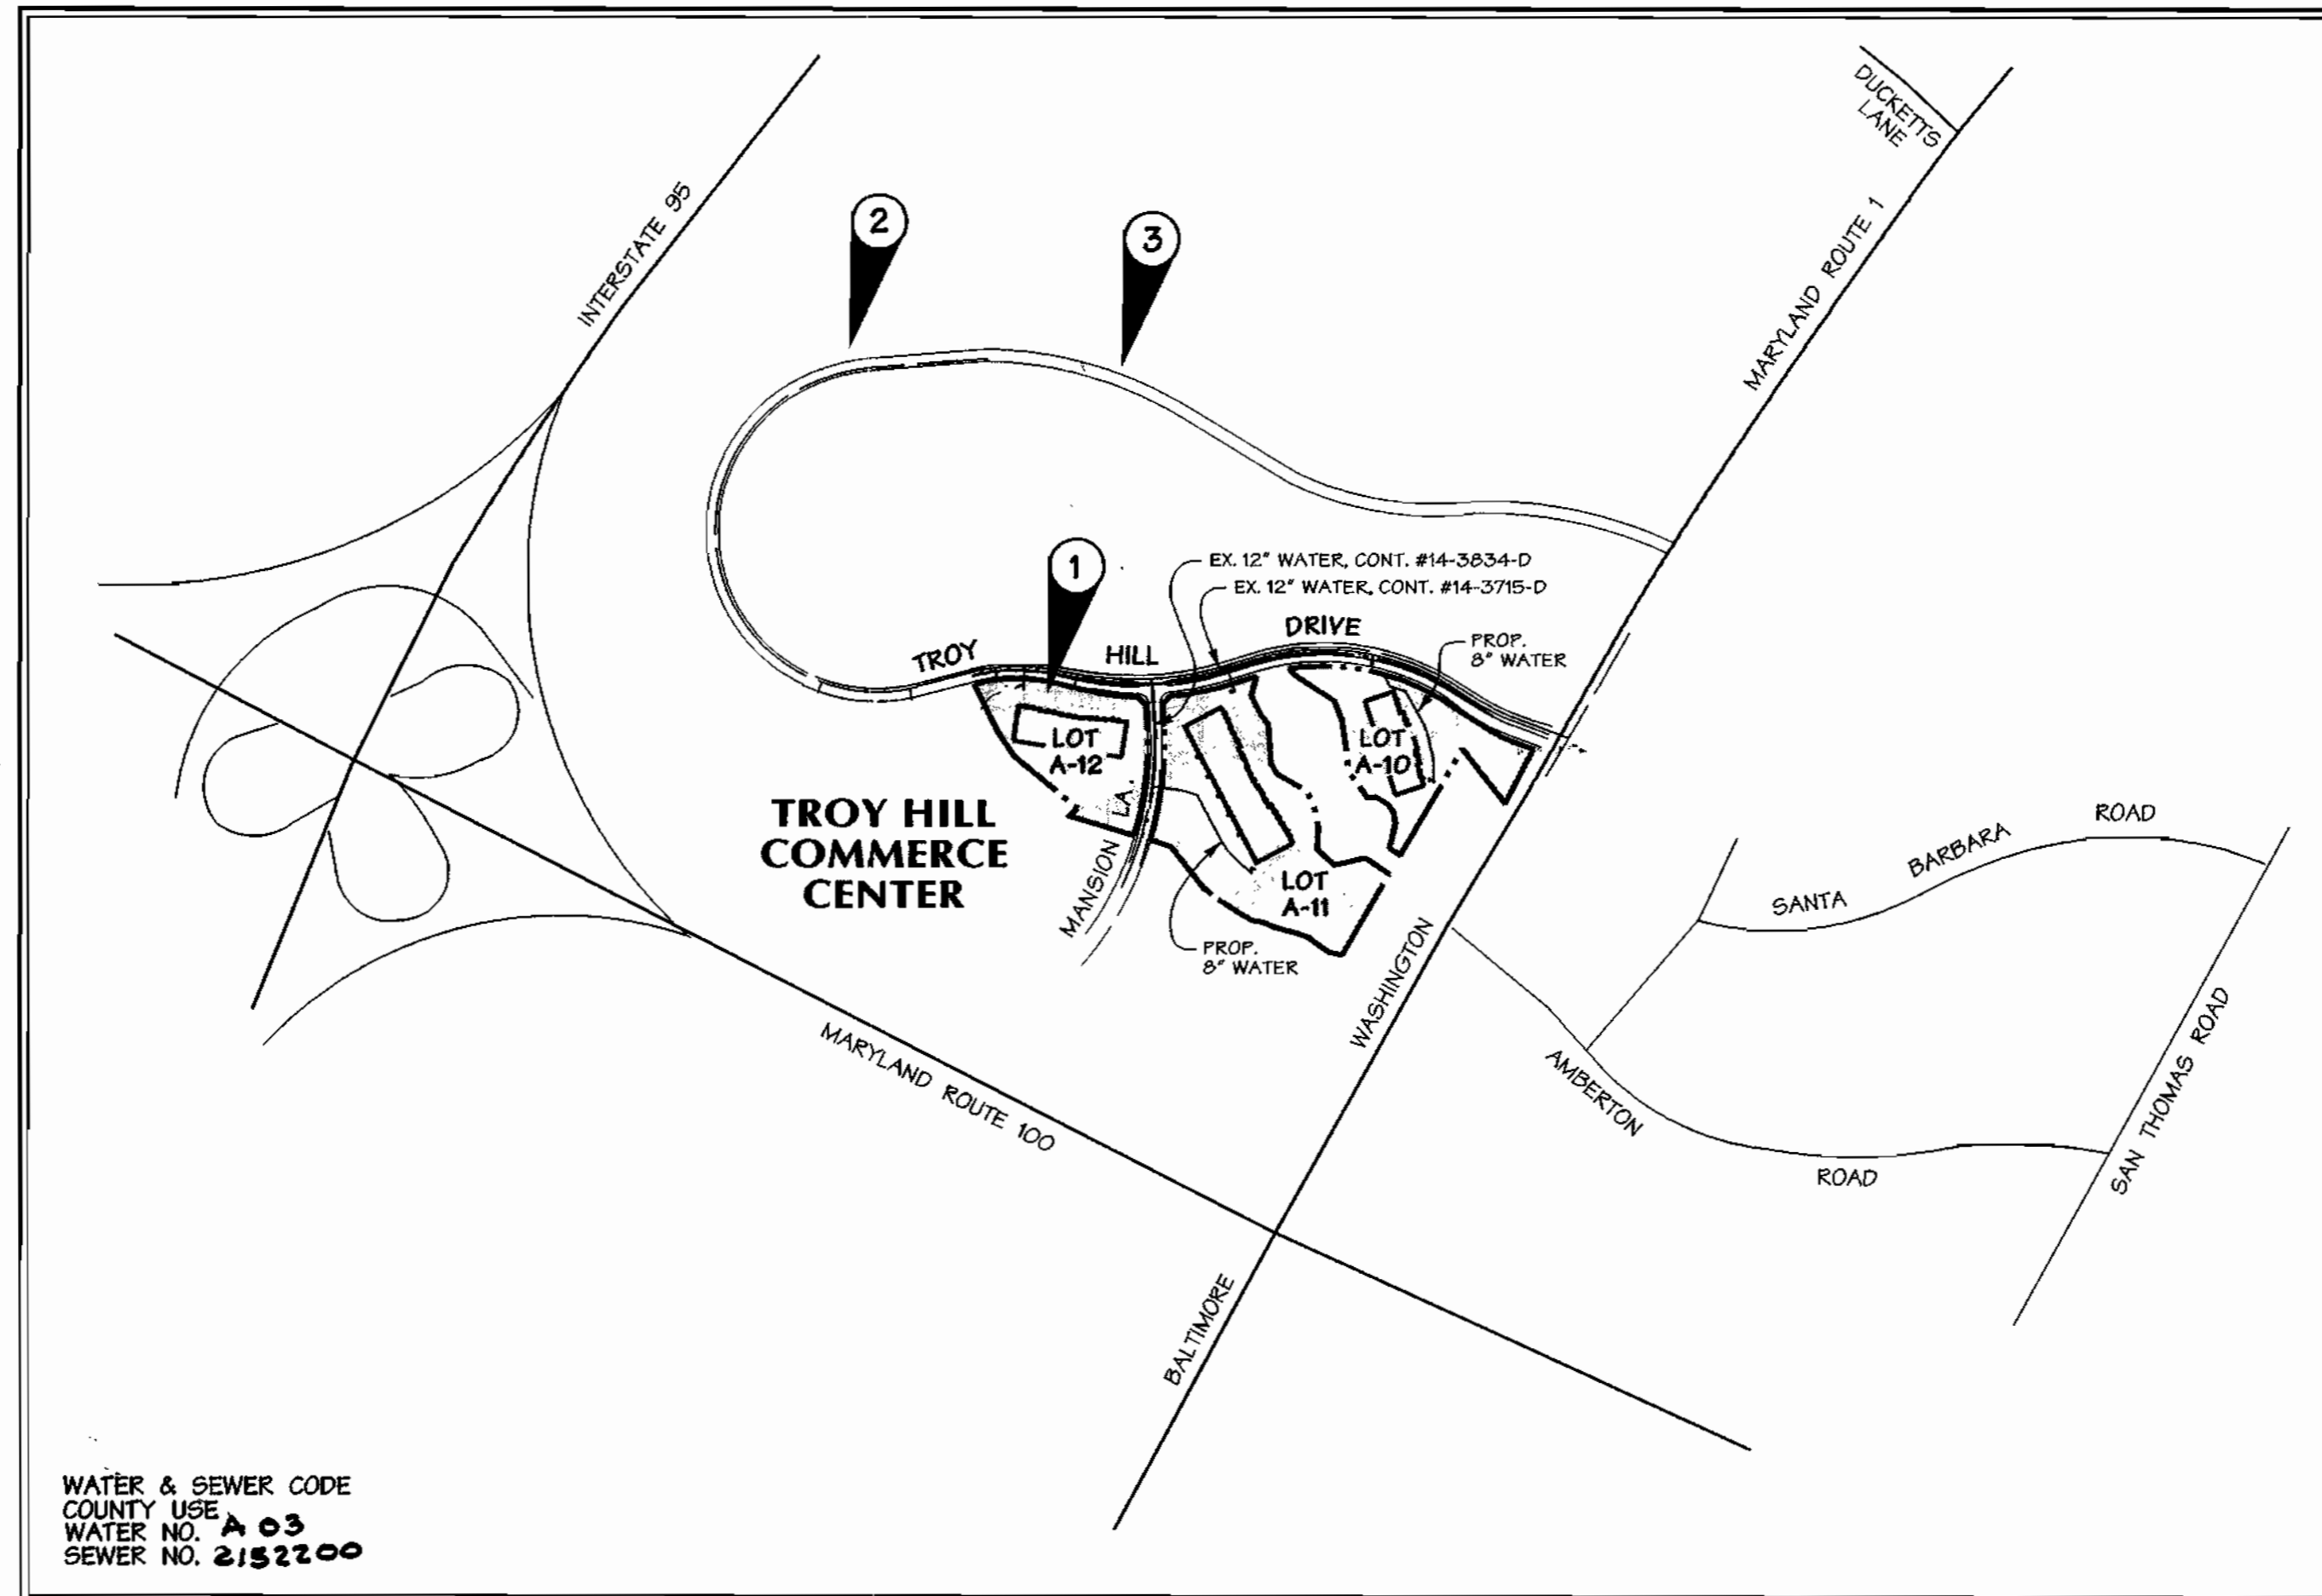 DUCKETTS
LANE
INTERSTATE 95
MARYLAND ROUTE 1
2
3
1
EX. 12" WATER, CONT. #14-3834-D
EX. 12" WATER, CONT. #14-3715-D
TROY HILL DRIVE
PROP.
8" WATER
LOT
A-12
LOT
A-10
LOT
A-11
TROY HILL
COMMERCE
CENTER
MANSION LA.
PROP.
8" WATER
SANTA BARBARA ROAD
BALTIMORE WASHINGTON
AMBERTON ROAD
SAN THOMAS ROAD
MARYLAND ROUTE 100
WATER & SEWER CODE
COUNTY USE
WATER NO. A 03
SEWER NO. 2152200